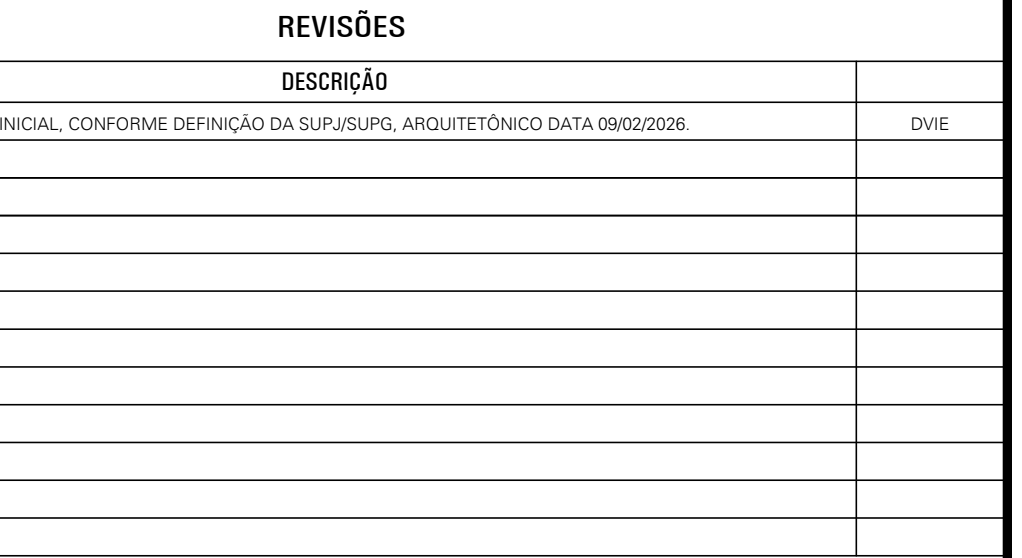 REVISÕES
DESCRIÇÃO
INICIAL, CONFORME DEFINIÇÃO DA SUPJ/SUPG, ARQUITETÔNICO DATA 09/02/2026. DVIE